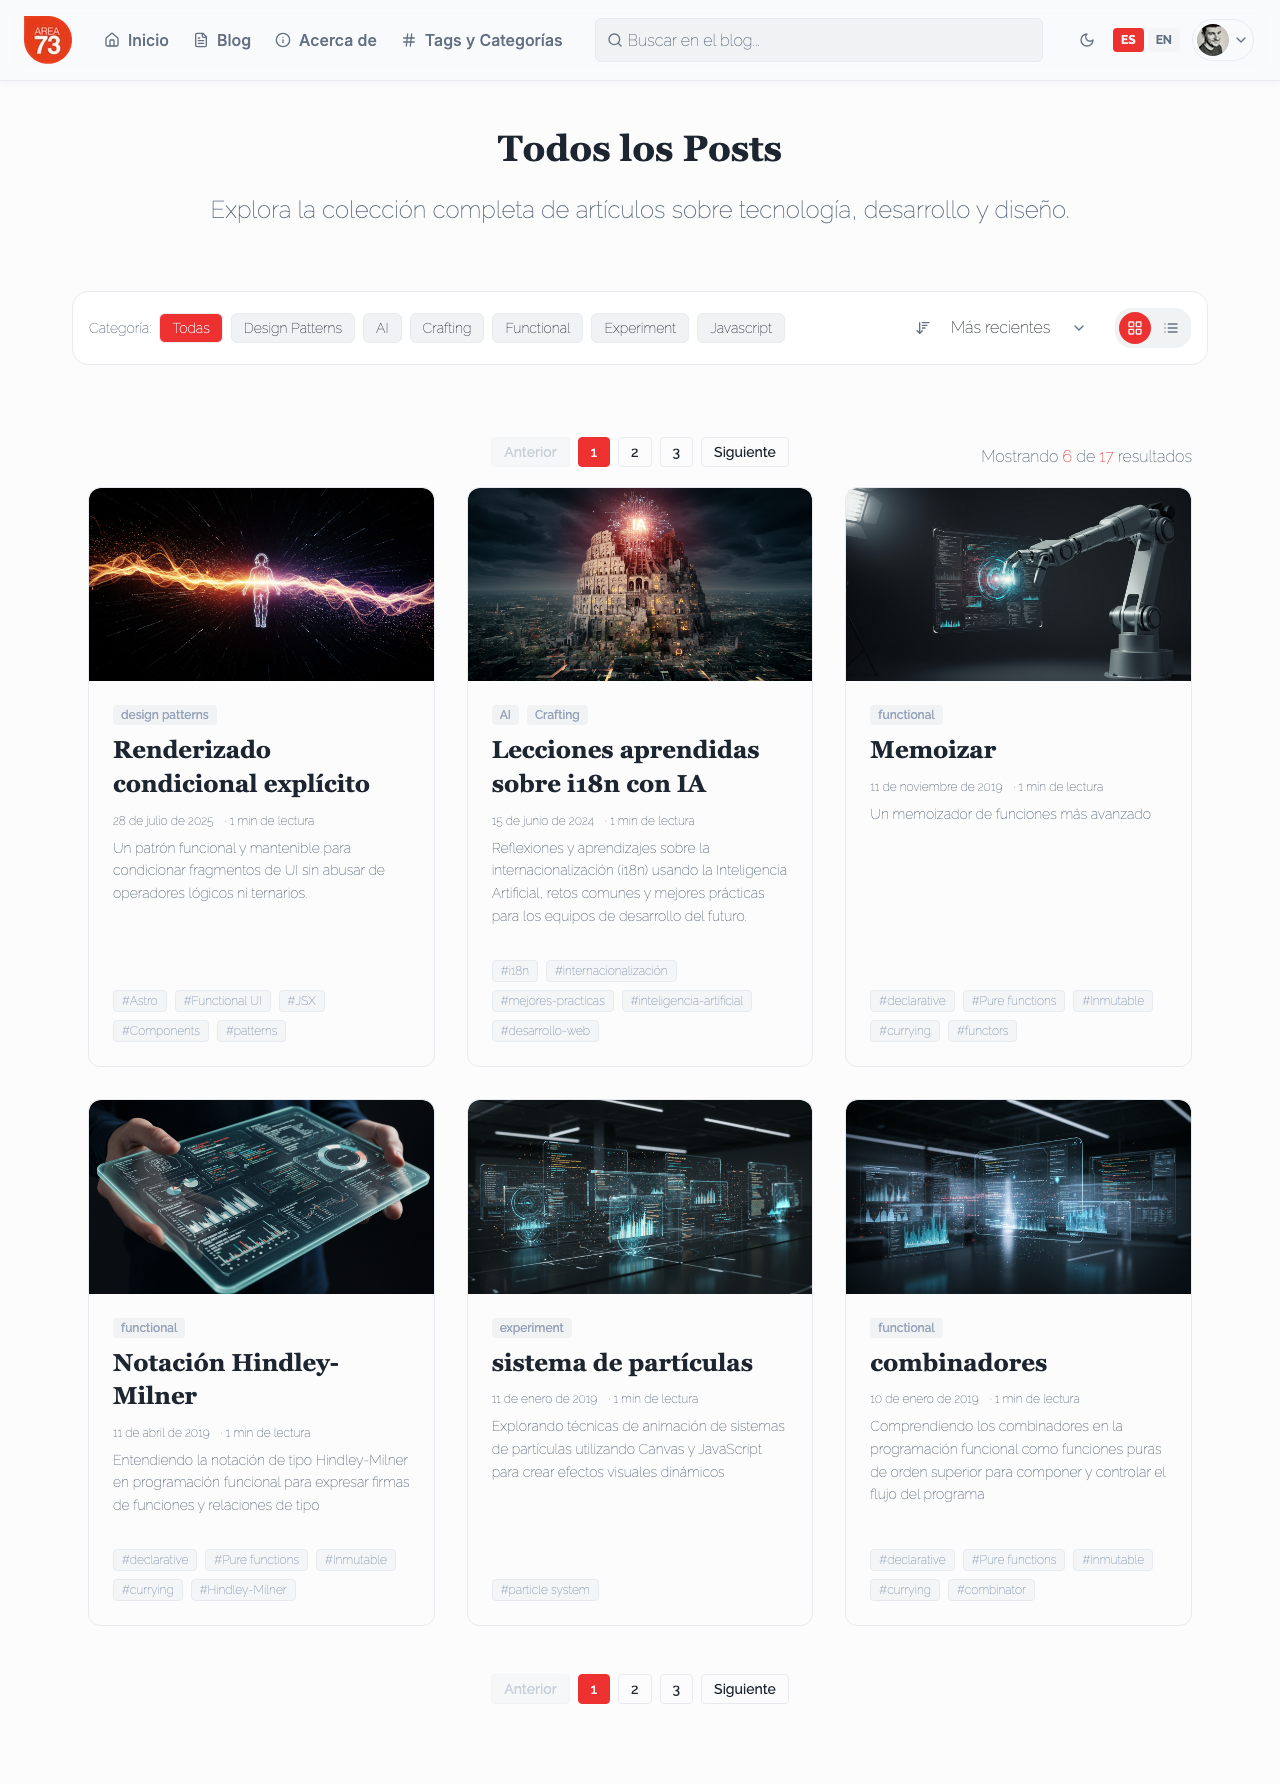 AREA
73
Inicio
Blog
Acerca de
Tags y Categorías
Buscar en el blog...
ES
EN
Todos los Posts
Explora la colección completa de artículos sobre tecnología, desarrollo y diseño.
Categoría:
Todas
Design Patterns
AI
Crafting
Functional
Experiment
Javascript
Más recientes
Anterior
1
2
3
Siguiente
Mostrando 6 de 17 resultados
design patterns
Renderizado
condicional explícito
28 de julio de 2025 · 1 min de lectura
Un patrón funcional y mantenible para
condicionar fragmentos de UI sin abusar de
operadores lógicos ni ternarios.
#Astro
#Functional UI
#JSX
#Components
#patterns
IA
AI
Crafting
Lecciones aprendidas
sobre i18n con IA
15 de junio de 2024 · 1 min de lectura
Reflexiones y aprendizajes sobre la
internacionalización (i18n) usando la Inteligencia
Artificial, retos comunes y mejores prácticas
para los equipos de desarrollo del futuro.
#i18n
#internacionalización
#mejores-practicas
#inteligencia-artificial
#desarrollo-web
functional
Memoizar
11 de noviembre de 2019 · 1 min de lectura
Un memoizador de funciones más avanzado
#declarative
#Pure functions
#Inmutable
#currying
#functors
functional
Notación Hindley-
Milner
11 de abril de 2019 · 1 min de lectura
Entendiendo la notación de tipo Hindley-Milner
en programación funcional para expresar firmas
de funciones y relaciones de tipo
#declarative
#Pure functions
#Inmutable
#currying
#Hindley-Milner
experiment
sistema de partículas
11 de enero de 2019 · 1 min de lectura
Explorando técnicas de animación de sistemas
de partículas utilizando Canvas y JavaScript
para crear efectos visuales dinámicos
#particle system
functional
combinadores
10 de enero de 2019 · 1 min de lectura
Comprendiendo los combinadores en la
programación funcional como funciones puras
de orden superior para componer y controlar el
flujo del programa
#declarative
#Pure functions
#Inmutable
#currying
#combinator
Anterior
1
2
3
Siguiente